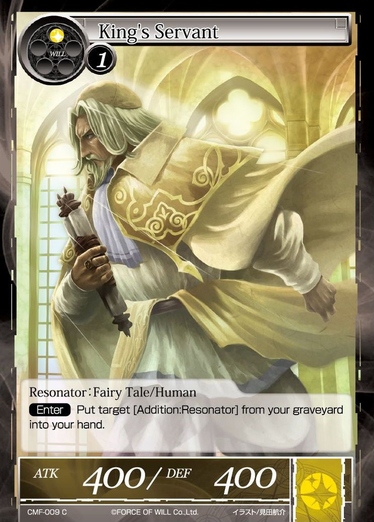 King's Servant
WILL
1
Resonator:Fairy Tale/Human
Enter Put target [Addition:Resonator] from your graveyard
into your hand.
ATK 400/DEF 400
CMF-009 C ©FORCE OF WILL Co.,Ltd. イラスト/見田航介